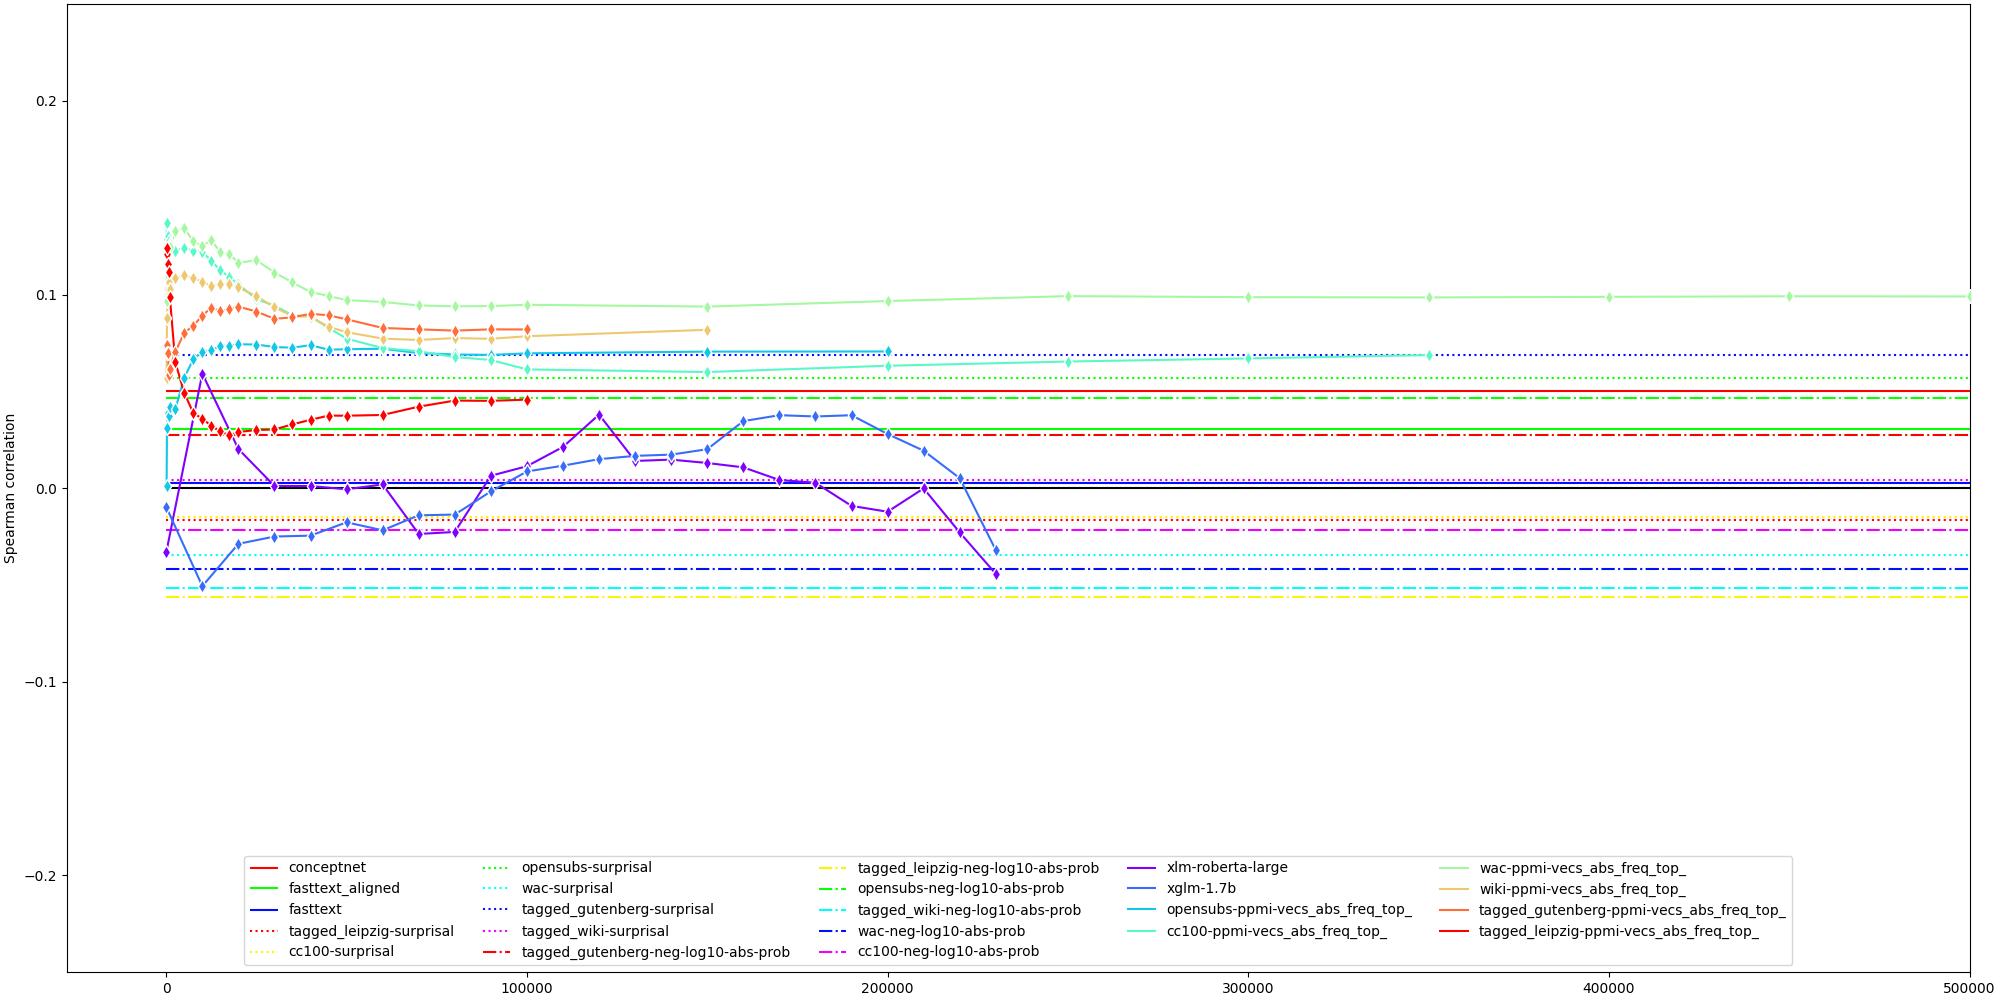 0.2
0.1
0.0
−0.1
−0.2
Spearman correlation
conceptnet
fasttext_aligned
fasttext
tagged_leipzig-surprisal
cc100-surprisal
opensubs-surprisal
wac-surprisal
tagged_gutenberg-surprisal
tagged_wiki-surprisal
tagged_gutenberg-neg-log10-abs-prob
tagged_leipzig-neg-log10-abs-prob
opensubs-neg-log10-abs-prob
tagged_wiki-neg-log10-abs-prob
wac-neg-log10-abs-prob
cc100-neg-log10-abs-prob
xlm-roberta-large
xglm-1.7b
opensubs-ppmi-vecs_abs_freq_top_
cc100-ppmi-vecs_abs_freq_top_
wac-ppmi-vecs_abs_freq_top_
wiki-ppmi-vecs_abs_freq_top_
tagged_gutenberg-ppmi-vecs_abs_freq_top_
tagged_leipzig-ppmi-vecs_abs_freq_top_
0
100000
200000
300000
400000
500000